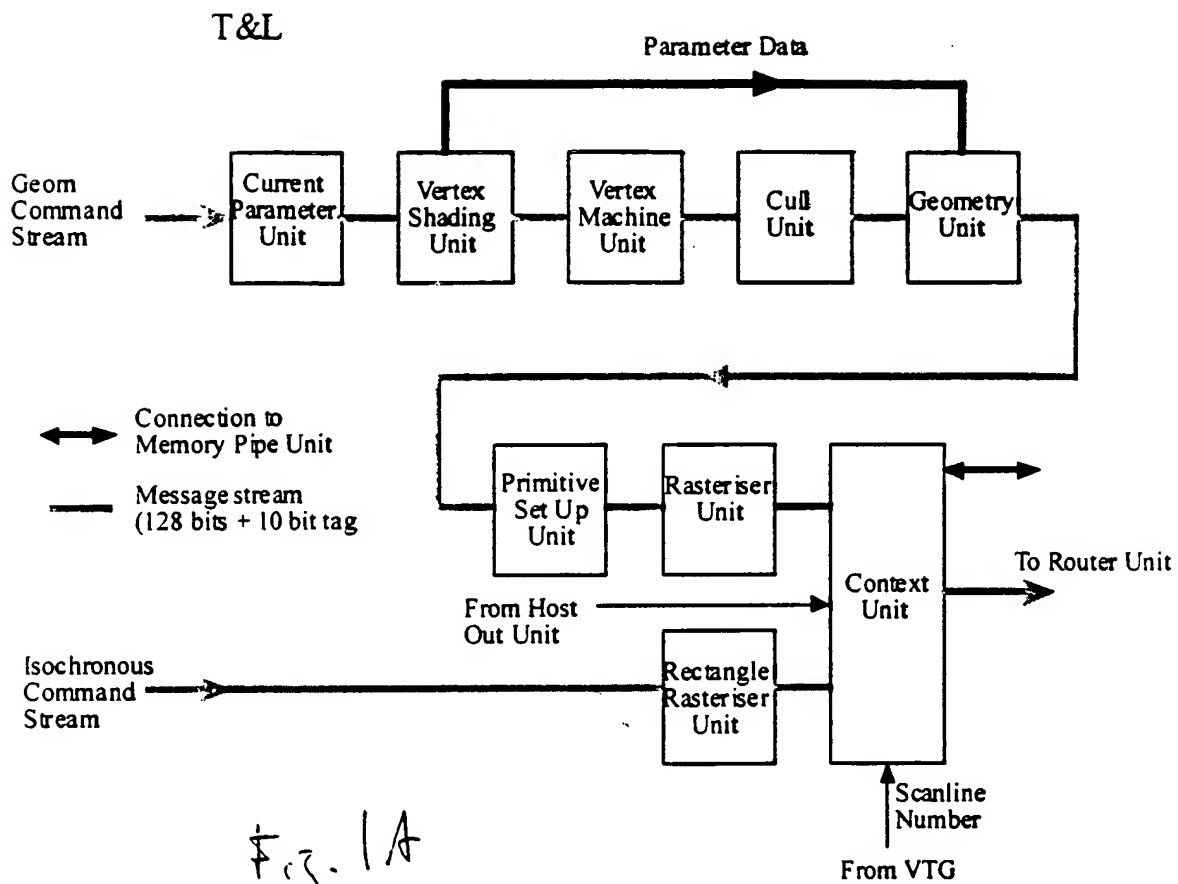 T&L
Parameter Data
Geom
Command
Stream
Current
Parameter
Unit
Vertex
Shading
Unit
Vertex
Machine
Unit
Cull
Unit
Geometry
Unit
Connection to
Memory Pipe Unit
Message stream
(128 bits + 10 bit tag
Primitive
Set Up
Unit
Rasteriser
Unit
Context
Unit
To Router Unit
From Host
Out Unit
Isochronous
Command
Stream
Rectangle
Rasteriser
Unit
Scanline
Number
From VTG
Fig. 1A